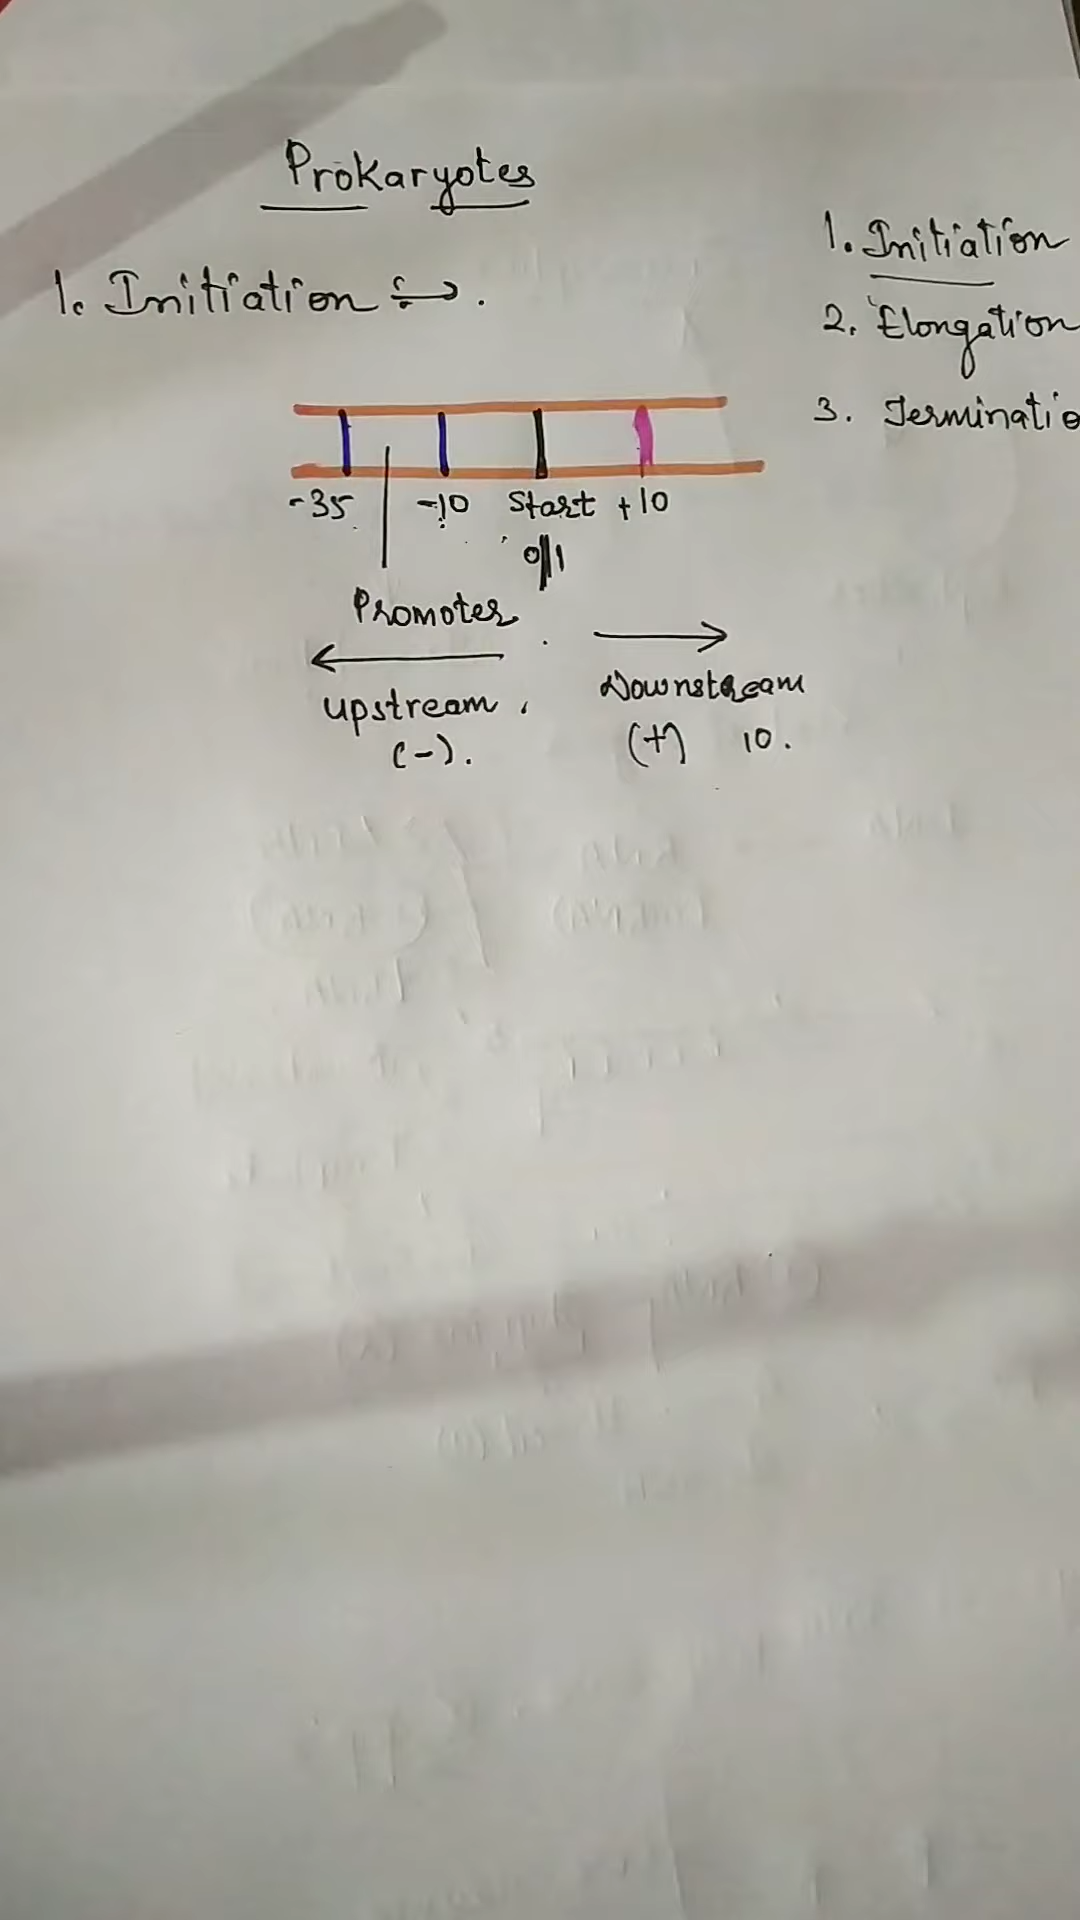 Prokaryotes
1. Initiation :→.
1. Initiation
2. Elongation
3. Terminatio
-35 -10 Start +10
0/1
Promoter
Upstream Downstream
(-). (+) 10.